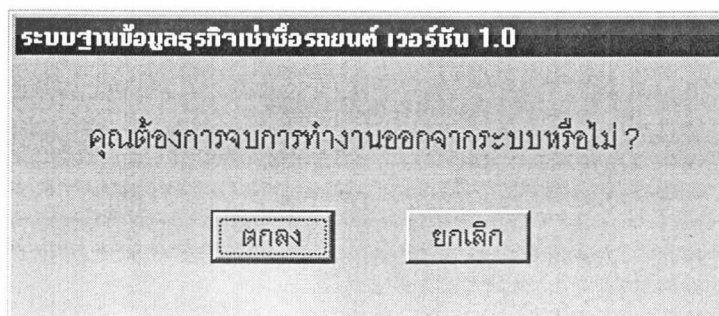 ระบบฐานข้อมูลธุรกิจเช่าซื้อรถยนต์ เวอร์ชัน 1.0
คุณต้องการจบการทำงานออกจากระบบหรือไม่ ?
ตกลง ยกเลิก